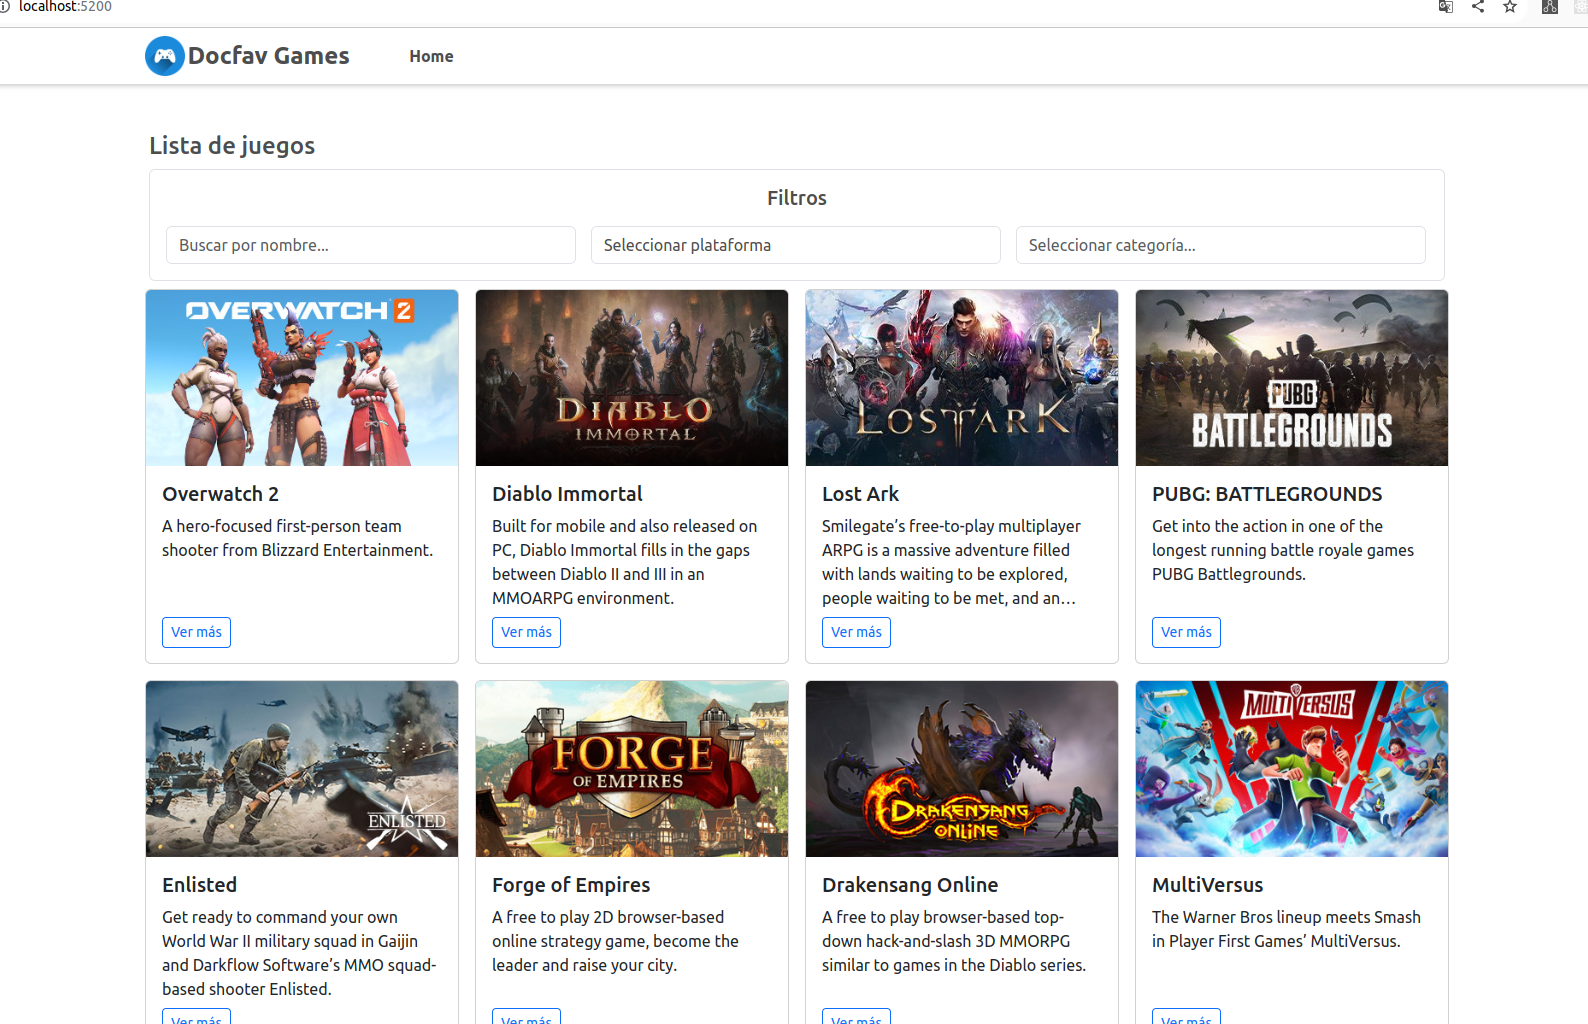 localhost:5200
Docfav Games
Home
Lista de juegos
Filtros
Buscar por nombre...
Seleccionar plataforma
Seleccionar categoría...
OVERWATCH 2
DIABLO
IMMORTAL
LOST ARK
PUBG
BATTLEGROUNDS
Overwatch 2
A hero-focused first-person team
shooter from Blizzard Entertainment.
Ver más
Diablo Immortal
Built for mobile and also released on
PC, Diablo Immortal fills in the gaps
between Diablo II and III in an
MMOARPG environment.
Ver más
Lost Ark
Smilegate’s free-to-play multiplayer
ARPG is a massive adventure filled
with lands waiting to be explored,
people waiting to be met, and an…
Ver más
PUBG: BATTLEGROUNDS
Get into the action in one of the
longest running battle royale games
PUBG Battlegrounds.
Ver más
ENLISTED
FORGE
OF EMPIRES
DRAKENSANG
ONLINE
MULTIVERSUS
Enlisted
Get ready to command your own
World War II military squad in Gaijin
and Darkflow Software’s MMO squad-
based shooter Enlisted.
Ver más
Forge of Empires
A free to play 2D browser-based
online strategy game, become the
leader and raise your city.
Ver más
Drakensang Online
A free to play browser-based top-
down hack-and-slash 3D MMORPG
similar to games in the Diablo series.
Ver más
MultiVersus
The Warner Bros lineup meets Smash
in Player First Games’ MultiVersus.
Ver más